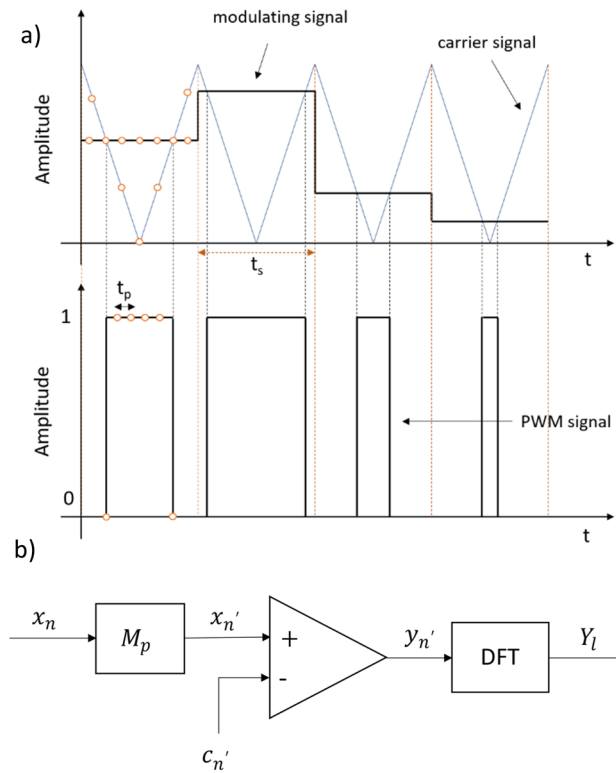 a)
modulating signal
carrier signal
Amplitude
t
tₛ
tₚ
1
Amplitude
PWM signal
0
t
b)
xₙ
Mₚ
xₙ′
+
-
yₙ′
DFT
Yₗ
cₙ′